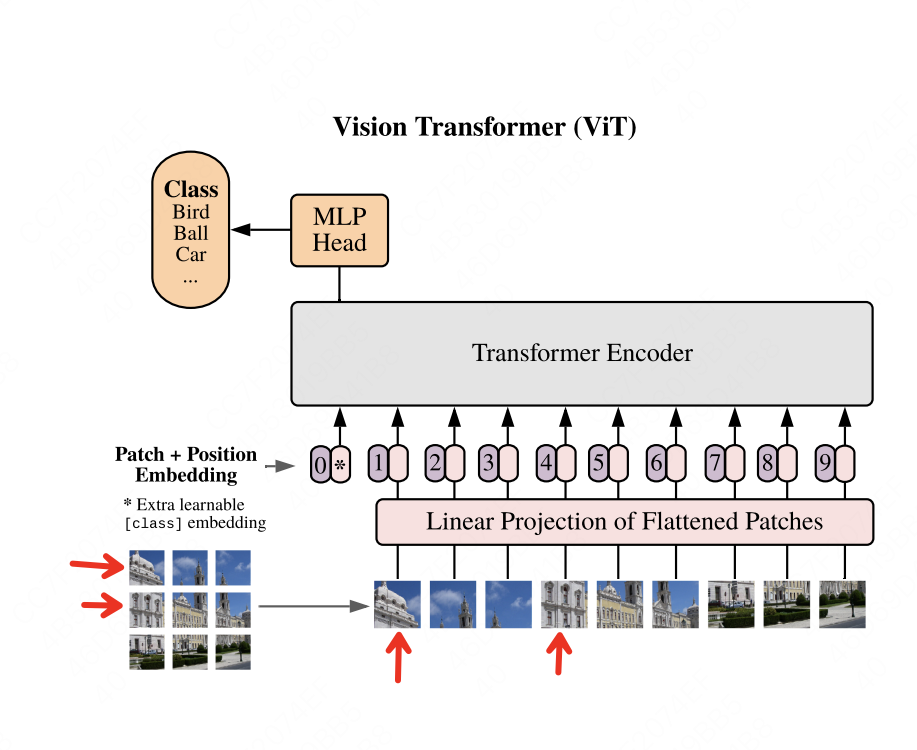 Vision Transformer (ViT)
Class
Bird
Ball
Car
...
MLP
Head
Transformer Encoder
Patch + Position
Embedding
0 * 1 2 3 4 5 6 7 8 9
* Extra learnable
[class] embedding
Linear Projection of Flattened Patches